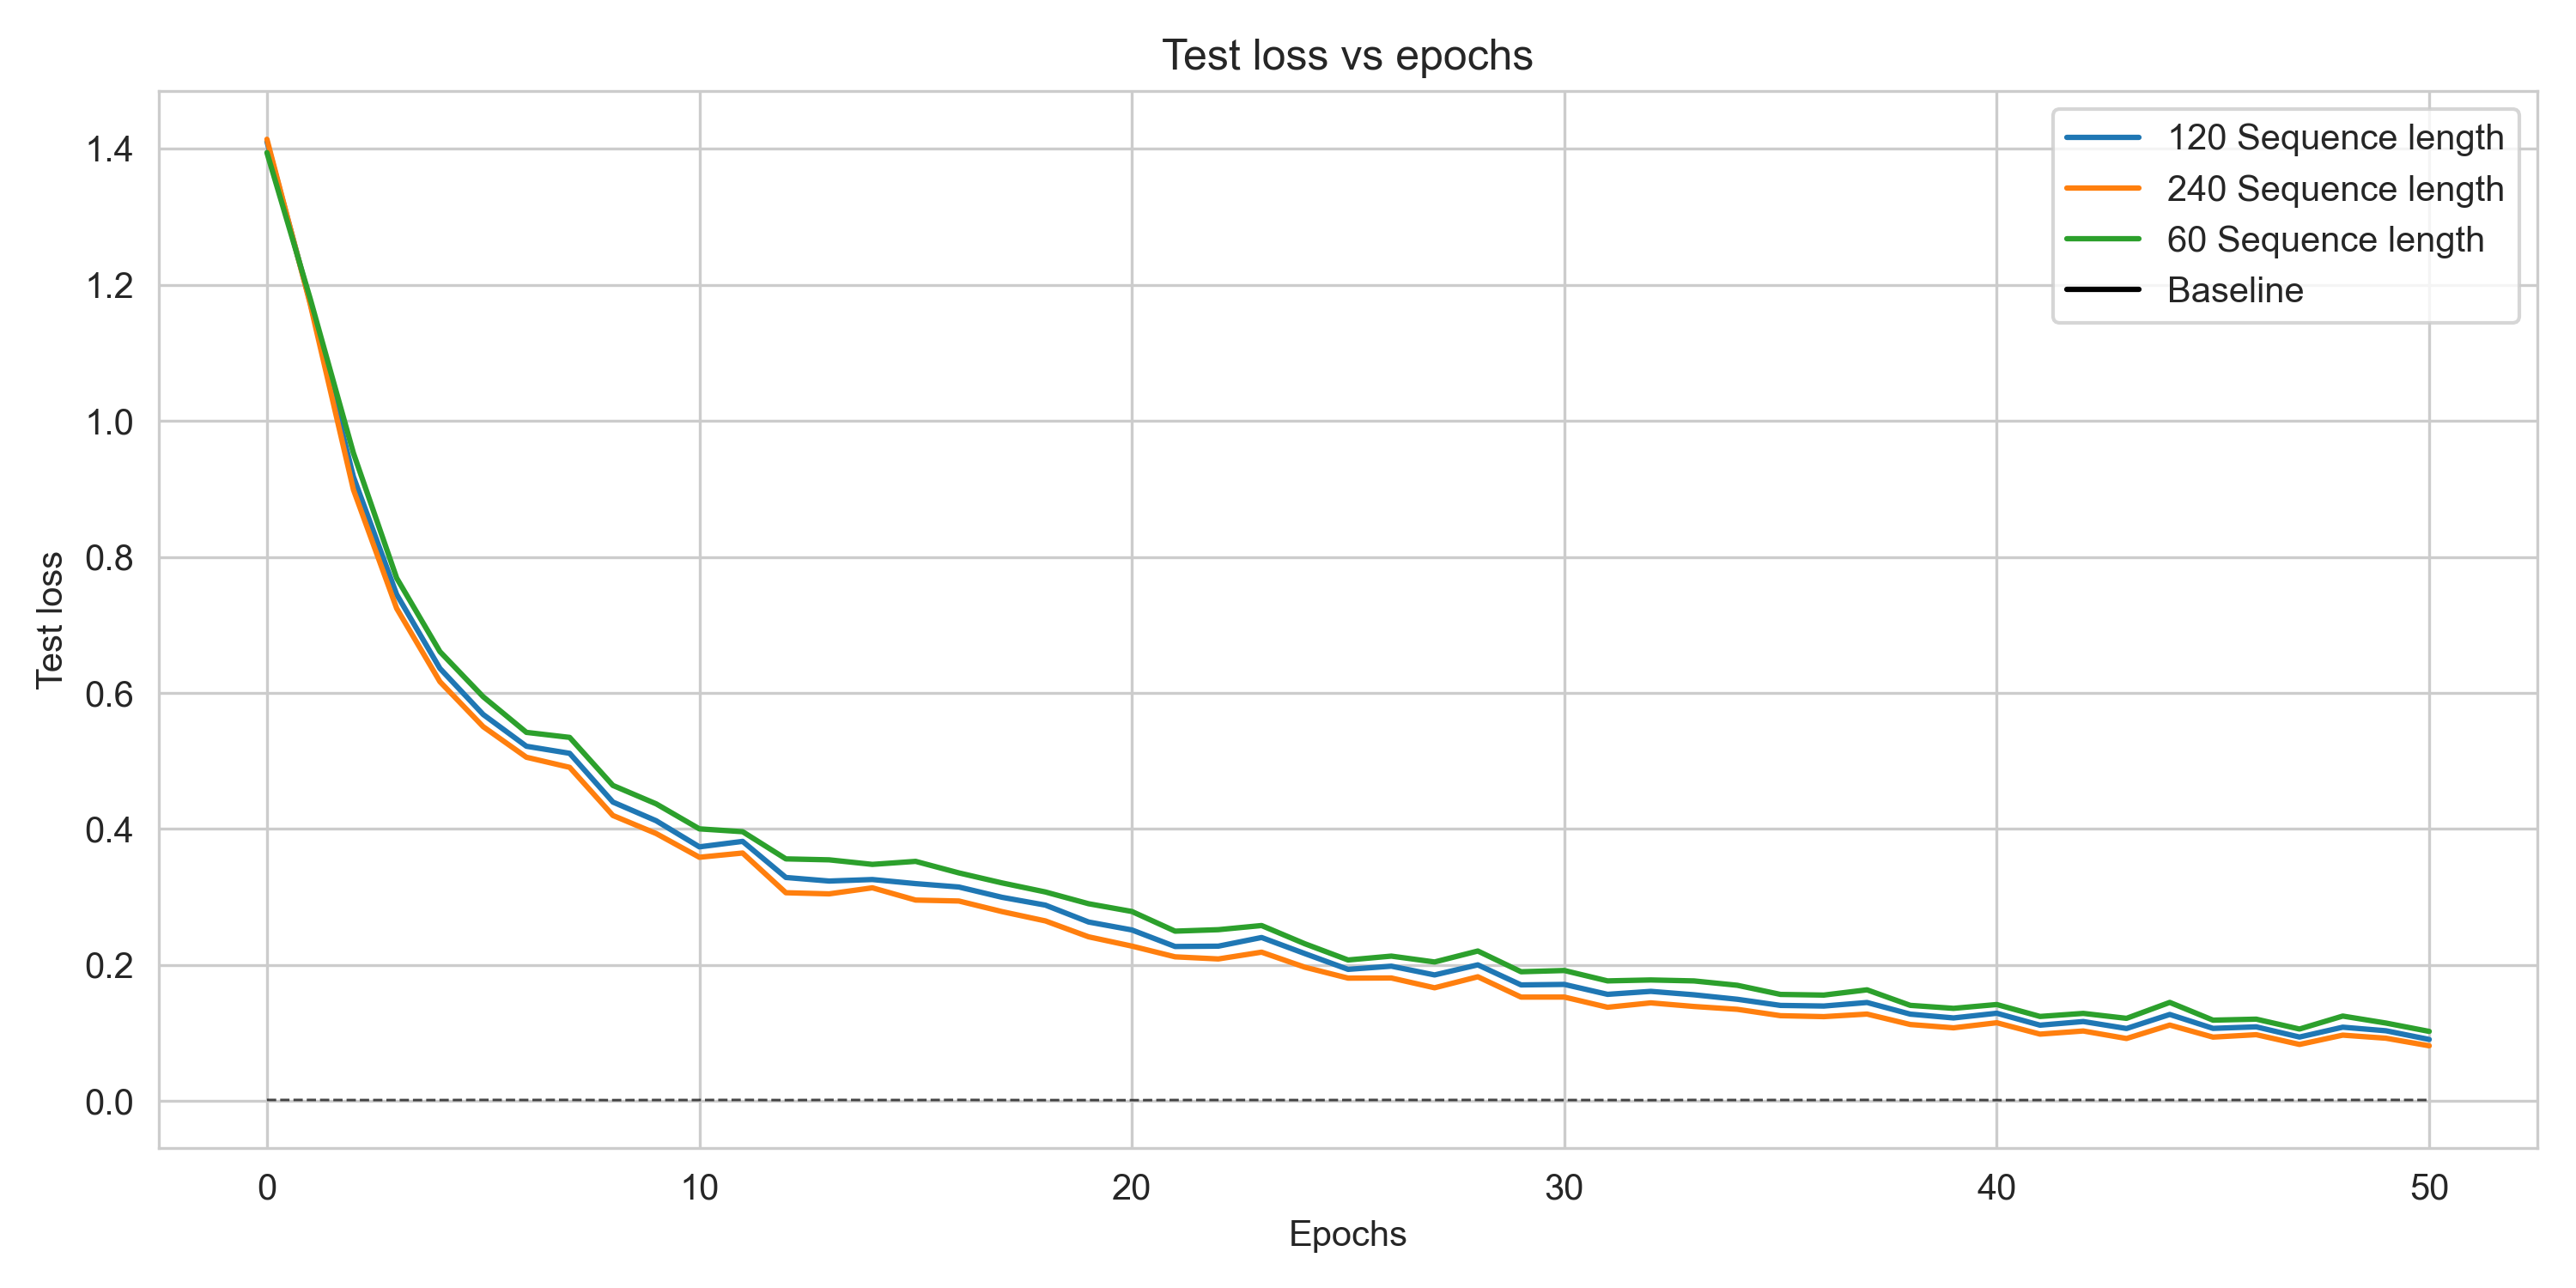 Test loss vs epochs
120 Sequence length
240 Sequence length
60 Sequence length
Baseline
Test loss
1.4
1.2
1.0
0.8
0.6
0.4
0.2
0.0
0 10 20 30 40 50
Epochs